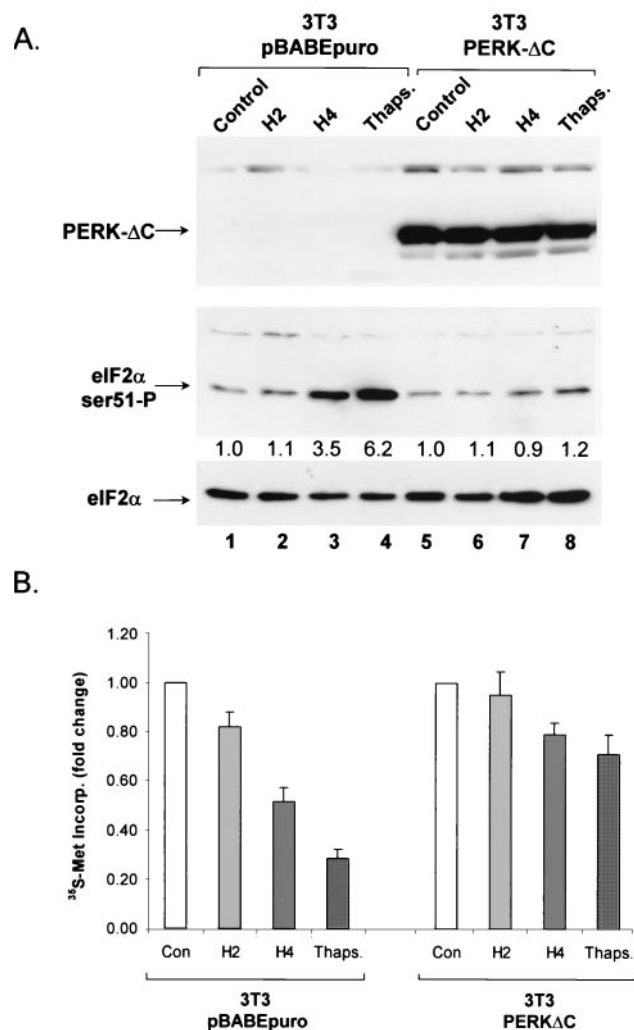 A.
3T3
pBABEpuro
3T3
PERK-ΔC
Control
H2
H4
Thaps.
Control
H2
H4
Thaps.
PERK-ΔC
eIF2α
ser51-P
1.0 1.1 3.5 6.2 1.0 1.1 0.9 1.2
eIF2α
1 2 3 4 5 6 7 8
B.
³⁵S-Met Incorp. (fold change)
1.20
1.00
0.80
0.60
0.40
0.20
0.00
Con H2 H4 Thaps. Con H2 H4 Thaps.
3T3
pBABEpuro
3T3
PERKΔC